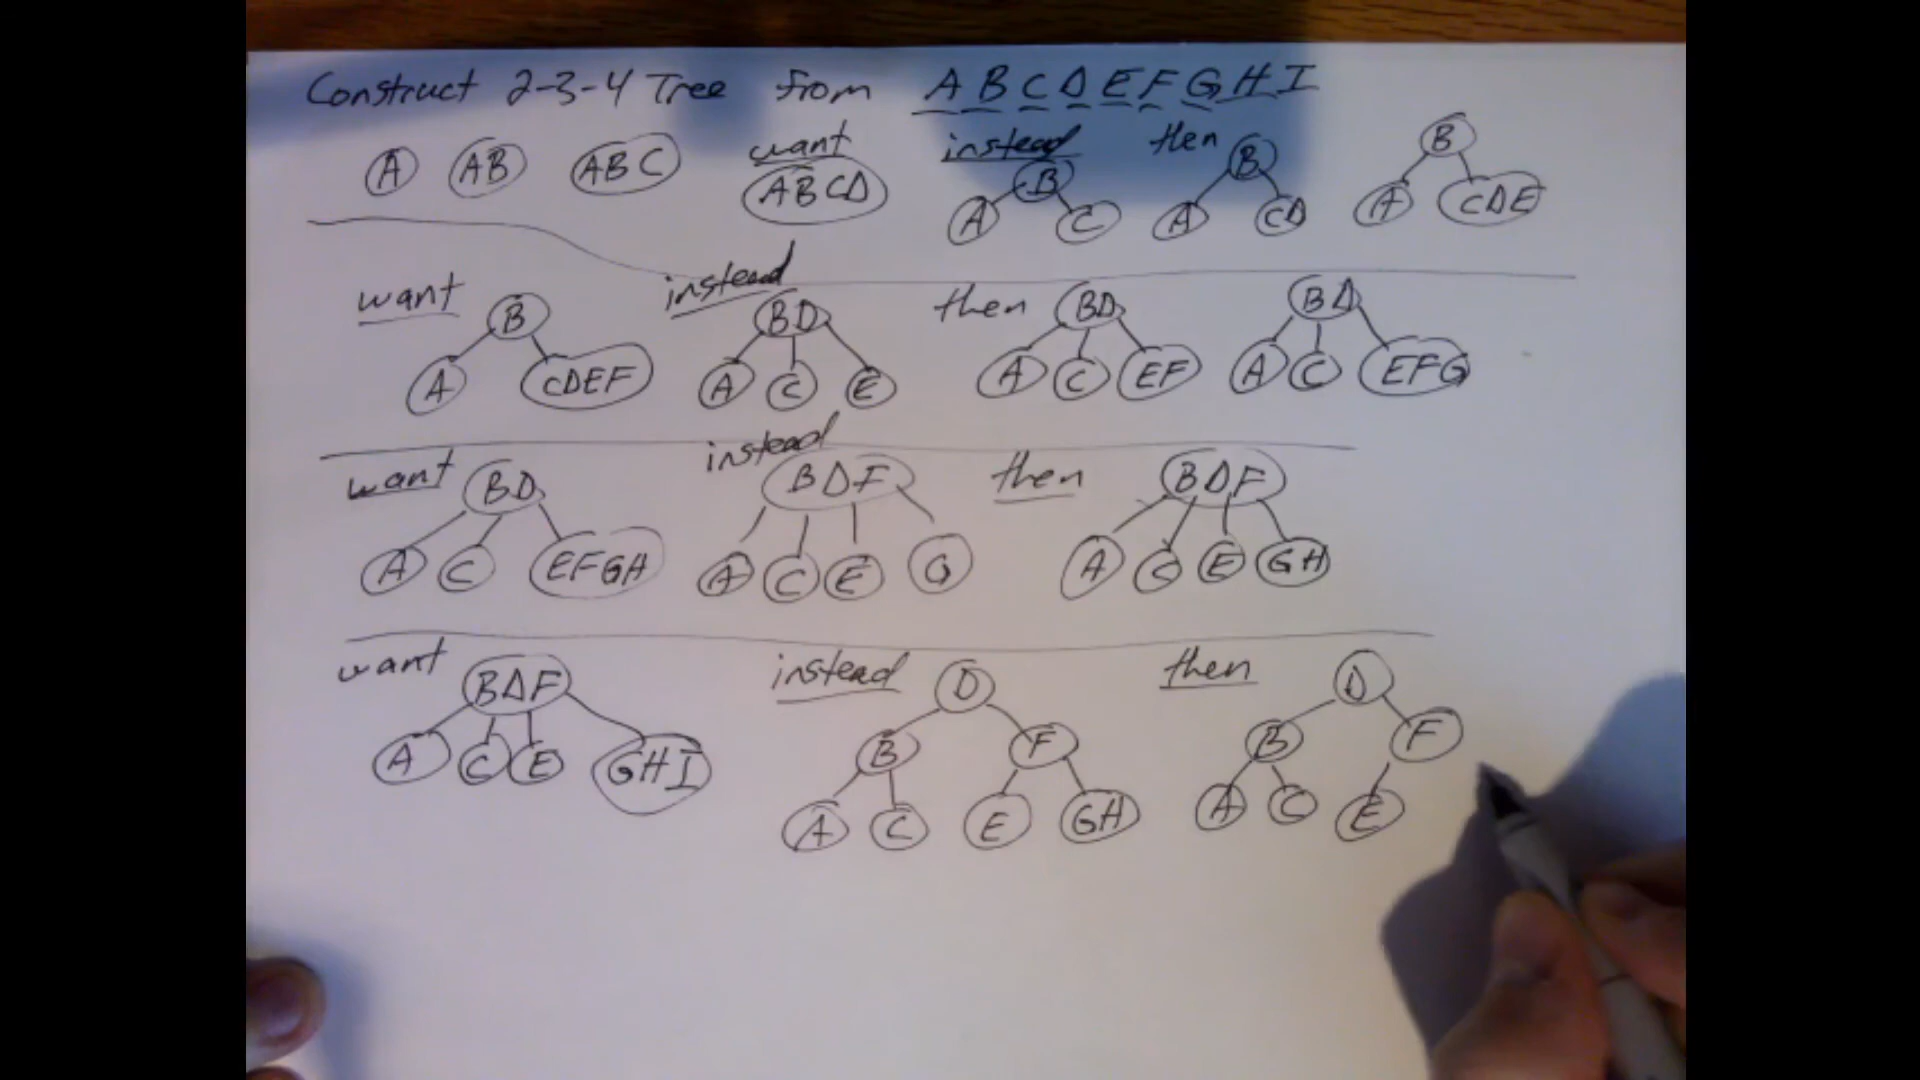 Construct 2-3-4 Tree from A B C D E F G H I
A AB ABC want ABCD instead B A C then B A CD B A CDE
want B A CDEF instead BD A C E then BD A C EF BD A C EFG
want BD A C EFGH instead BDF A C E G then BDF A C E GH
want BDF A C E GHI instead D B F A C E GH then D B F A C E